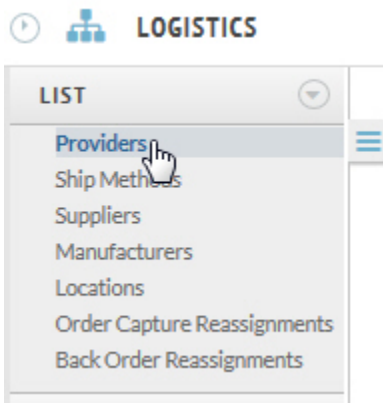 LOGISTICS
LIST
Providers
Ship Methods
Suppliers
Manufacturers
Locations
Order Capture Reassignments
Back Order Reassignments